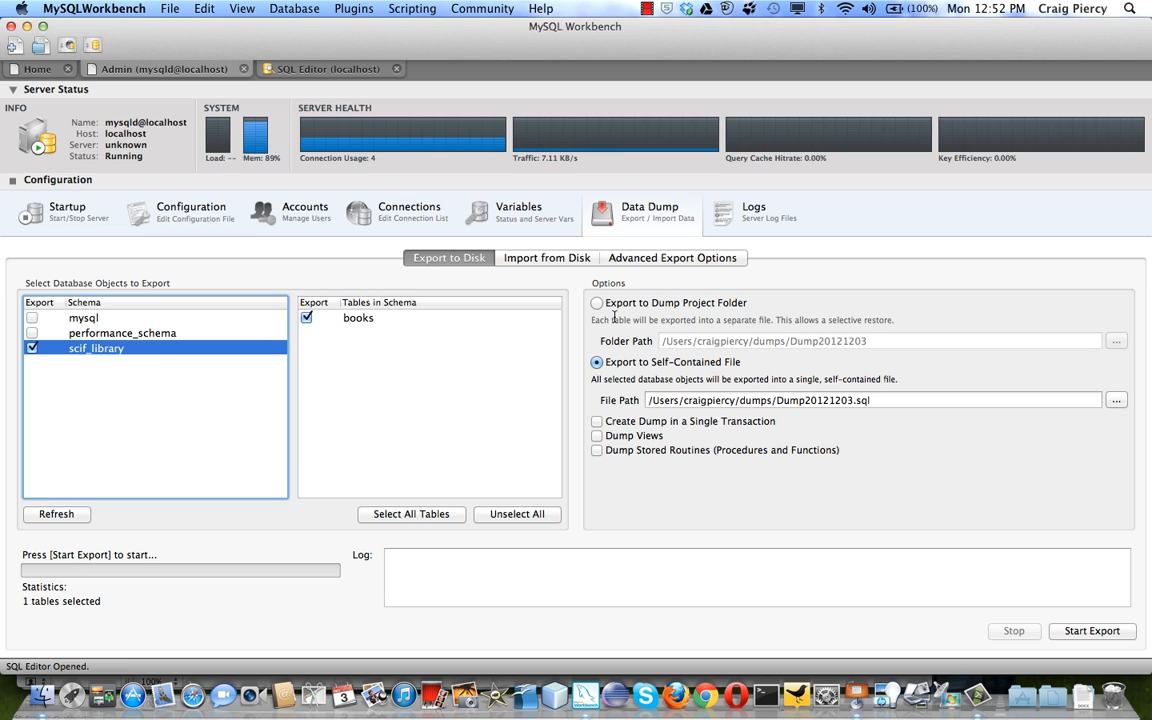 MySQLWorkbench File Edit View Database Plugins Scripting Community Help (100%) Mon 12:52 PM Craig Piercy
MySQL Workbench
Home Admin (mysqld@localhost) SQL Editor (localhost)
Server Status
INFO
Name: mysqld@localhost
Host: localhost
Server: unknown
Status: Running
SYSTEM
Load: -- Mem: 89%
SERVER HEALTH
Connection Usage: 4 Traffic: 7.11 KB/s Query Cache Hitrate: 0.00% Key Efficiency: 0.00%
Configuration
Startup
Start/Stop Server
Configuration
Edit Configuration File
Accounts
Manage Users
Connections
Edit Connection List
Variables
Status and Server Vars
Data Dump
Export / Import Data
Logs
Server Log Files
Export to Disk Import from Disk Advanced Export Options
Select Database Objects to Export
Export Schema
mysql
performance_schema
scif_library
Export Tables in Schema
books
Refresh Select All Tables Unselect All
Options
Export to Dump Project Folder
Each table will be exported into a separate file. This allows a selective restore.
Folder Path /Users/craigpiercy/dumps/Dump20121203 ...
Export to Self-Contained File
All selected database objects will be exported into a single, self-contained file.
File Path /Users/craigpiercy/dumps/Dump20121203.sql ...
Create Dump in a Single Transaction
Dump Views
Dump Stored Routines (Procedures and Functions)
Press [Start Export] to start...
Log:
Statistics:
1 tables selected
Stop Start Export
SQL Editor Opened.
100%